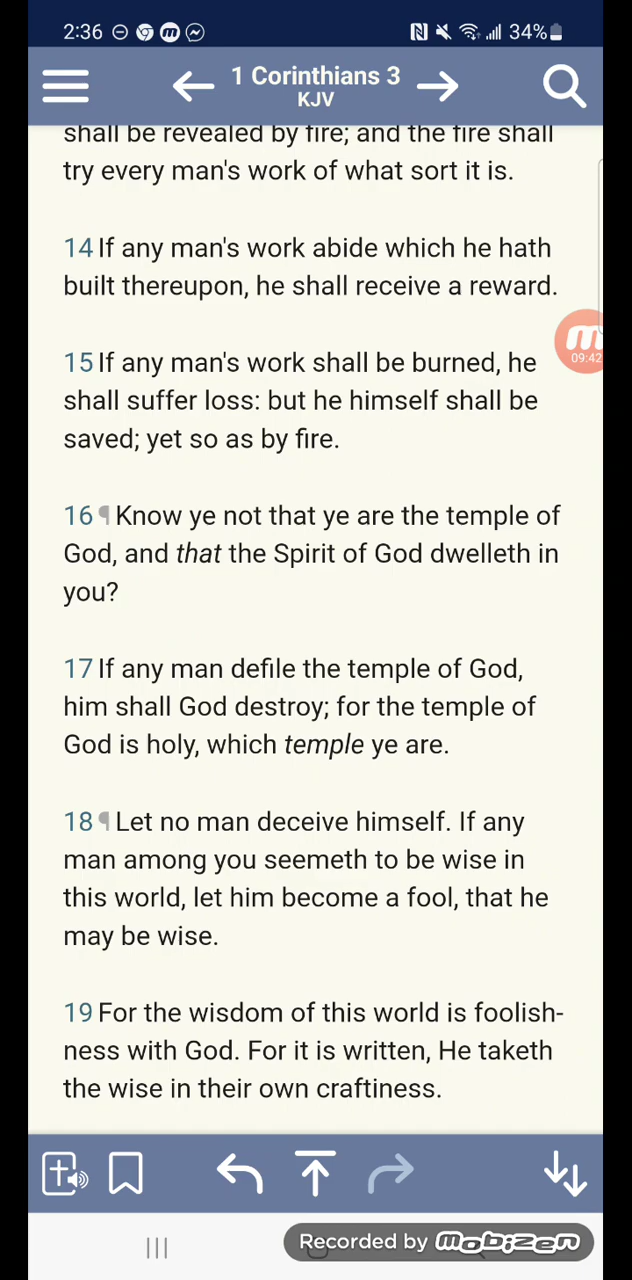 2:36
34%
1 Corinthians 3
KJV
shall be revealed by fire; and the fire shall
try every man's work of what sort it is.
14 If any man's work abide which he hath
built thereupon, he shall receive a reward.
m
09:42
15 If any man's work shall be burned, he
shall suffer loss: but he himself shall be
saved; yet so as by fire.
16 ¶ Know ye not that ye are the temple of
God, and that the Spirit of God dwelleth in
you?
17 If any man defile the temple of God,
him shall God destroy; for the temple of
God is holy, which temple ye are.
18 ¶ Let no man deceive himself. If any
man among you seemeth to be wise in
this world, let him become a fool, that he
may be wise.
19 For the wisdom of this world is foolish-
ness with God. For it is written, He taketh
the wise in their own craftiness.
Recorded by mobizen